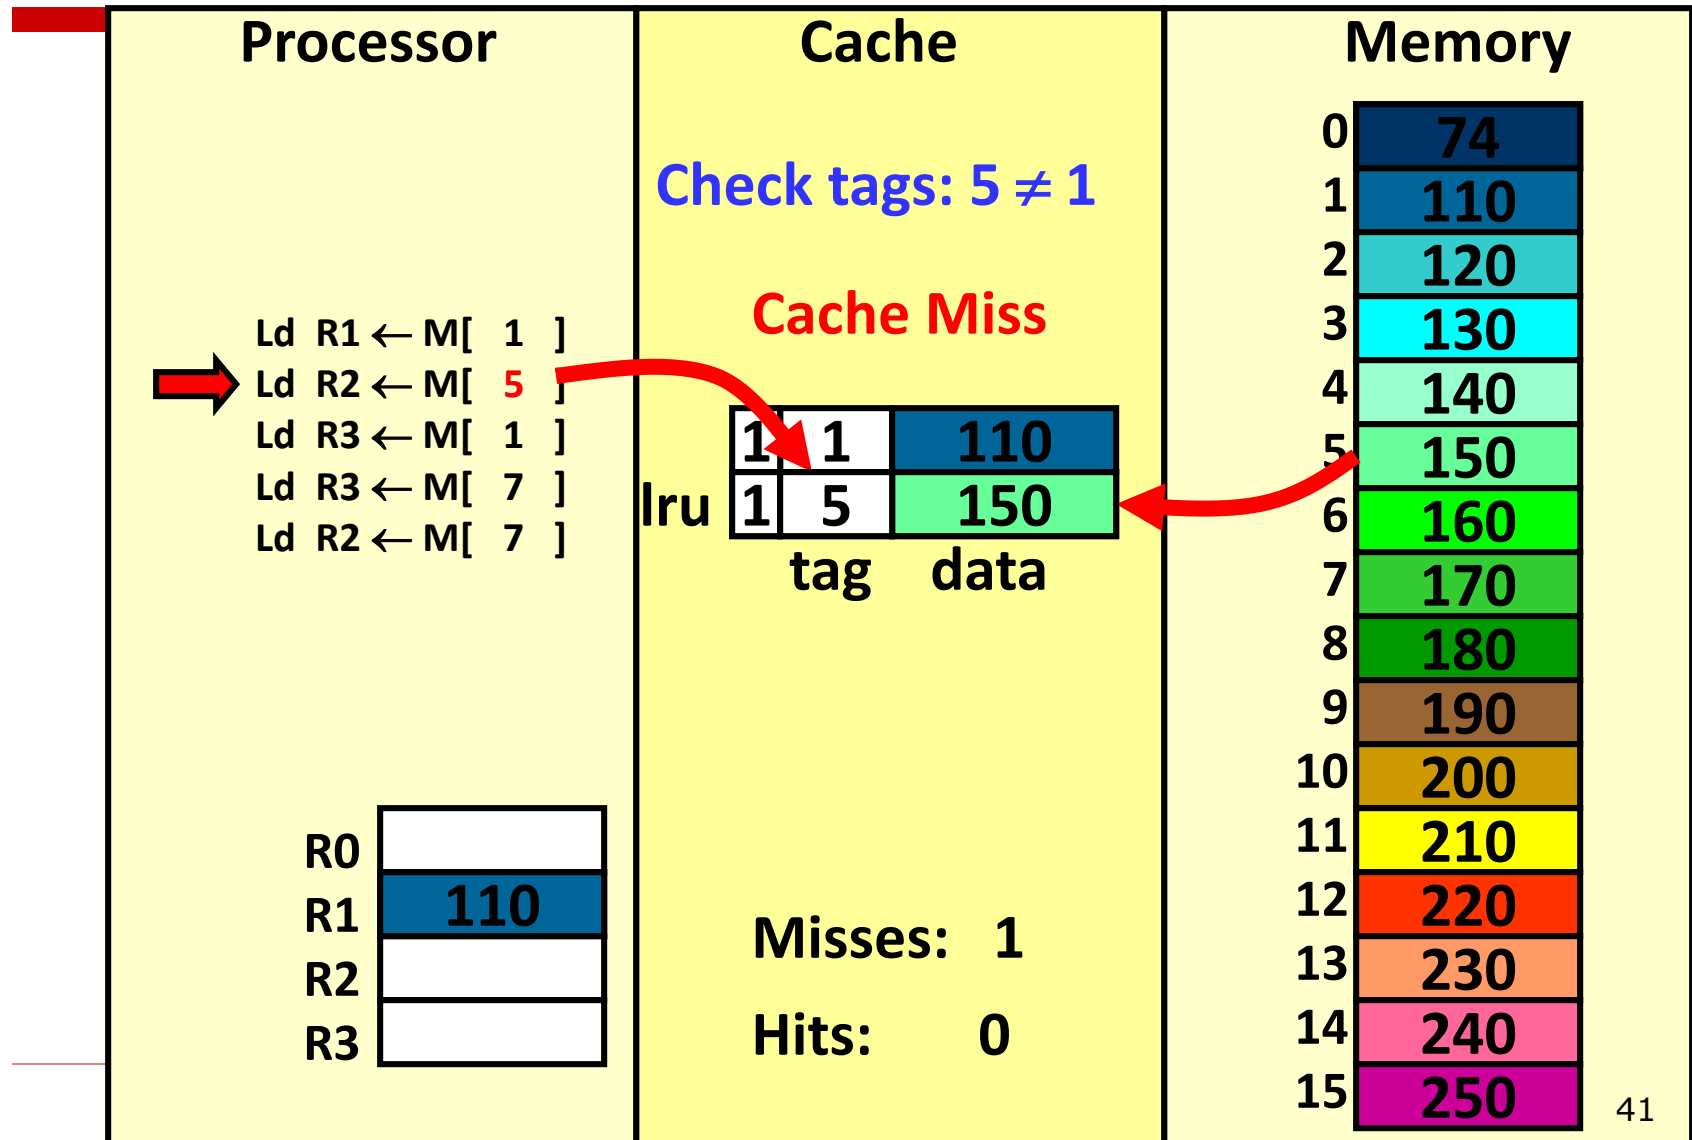 Processor
Cache
Memory
Check tags: 5 ≠ 1
Cache Miss
Ld R1 ← M[ 1 ]
Ld R2 ← M[ 5 ]
Ld R3 ← M[ 1 ]
Ld R3 ← M[ 7 ]
Ld R2 ← M[ 7 ]
1 1 110
lru 1 5 150
tag data
R0
R1 110
R2
R3
Misses: 1
Hits: 0
0 74
1 110
2 120
3 130
4 140
5 150
6 160
7 170
8 180
9 190
10 200
11 210
12 220
13 230
14 240
15 250
41